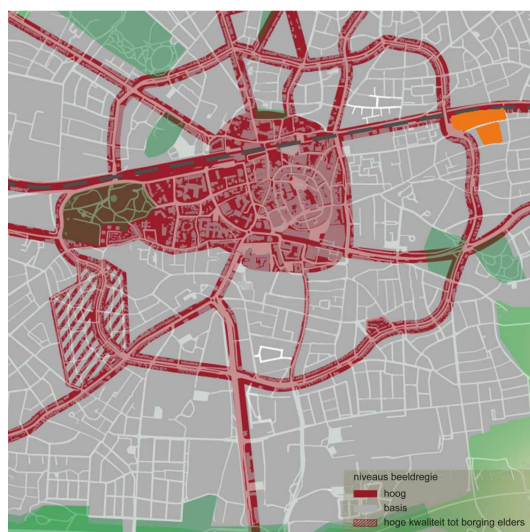 niveaus beeldregie
hoog
basis
hoge kwaliteit tot borging elders